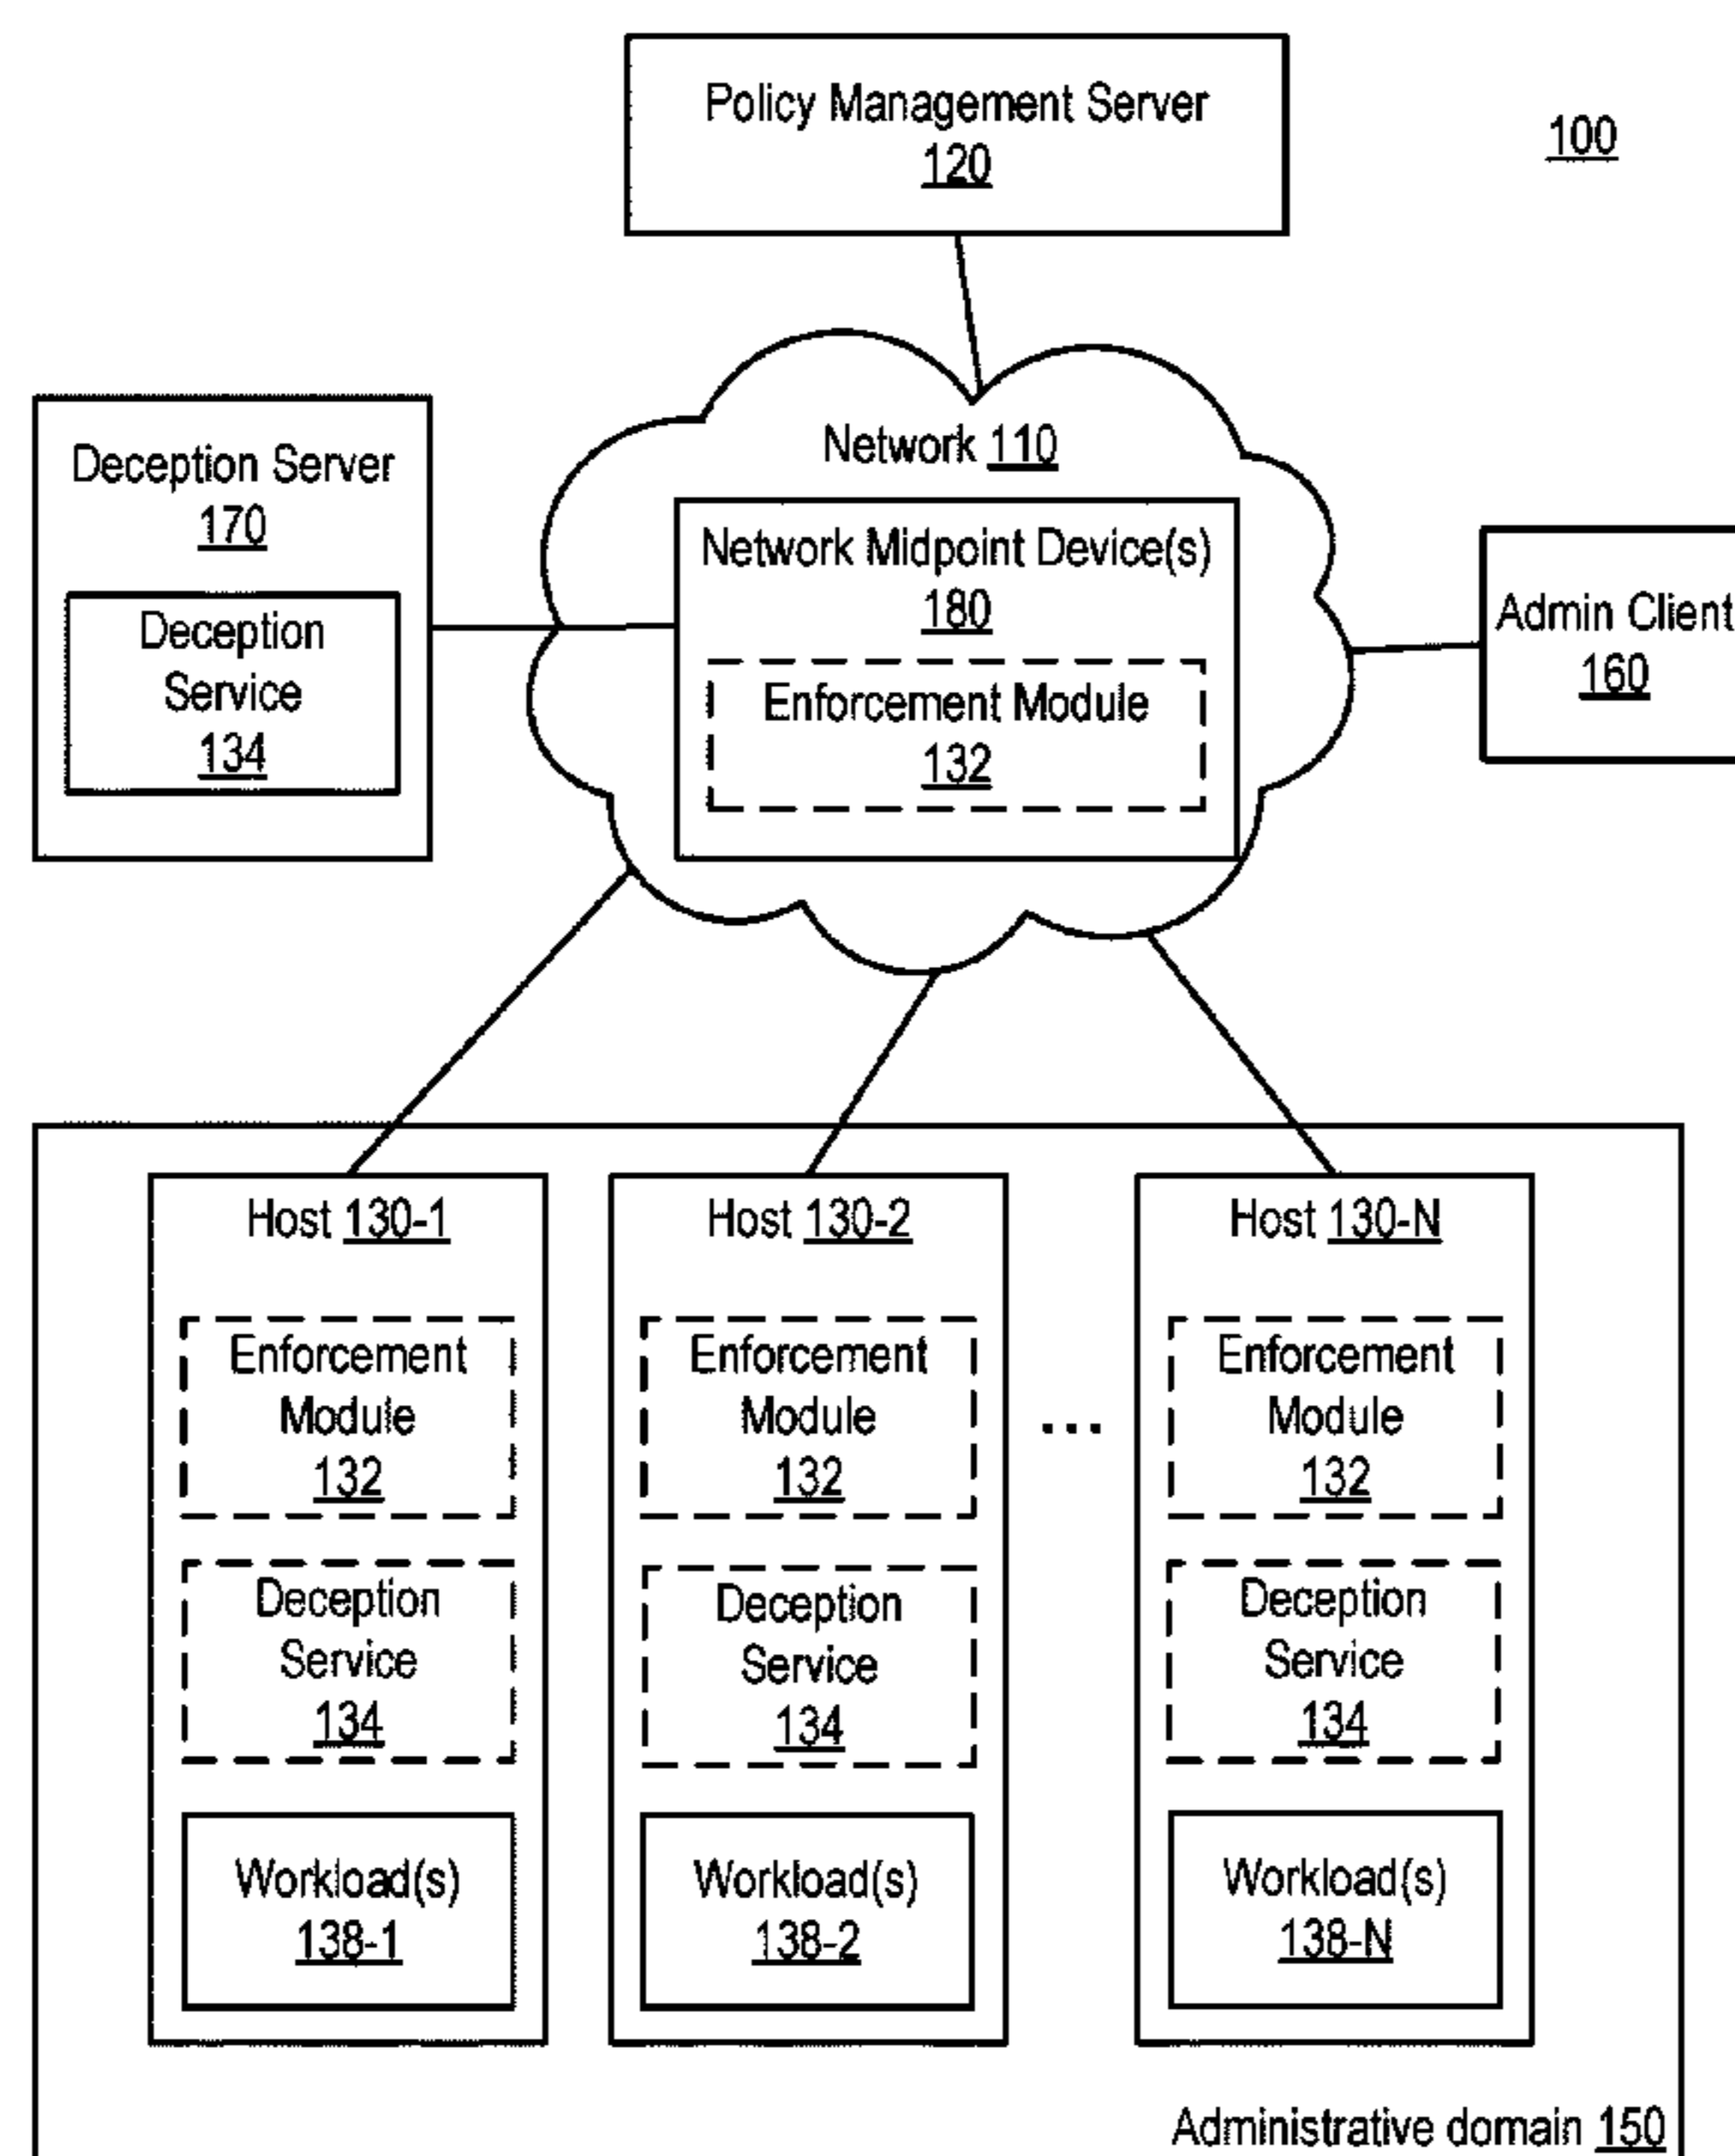 Policy Management Server
120
100
Network 110
Deception Server
170
Deception
Service
134
Network Midpoint Device(s)
180
Enforcement Module
132
Admin Client
160
Host 130-1
Enforcement
Module
132
Deception
Service
134
Workload(s)
138-1
Host 130-2
Enforcement
Module
132
Deception
Service
134
Workload(s)
138-2
...
Host 130-N
Enforcement
Module
132
Deception
Service
134
Workload(s)
138-N
Administrative domain 150